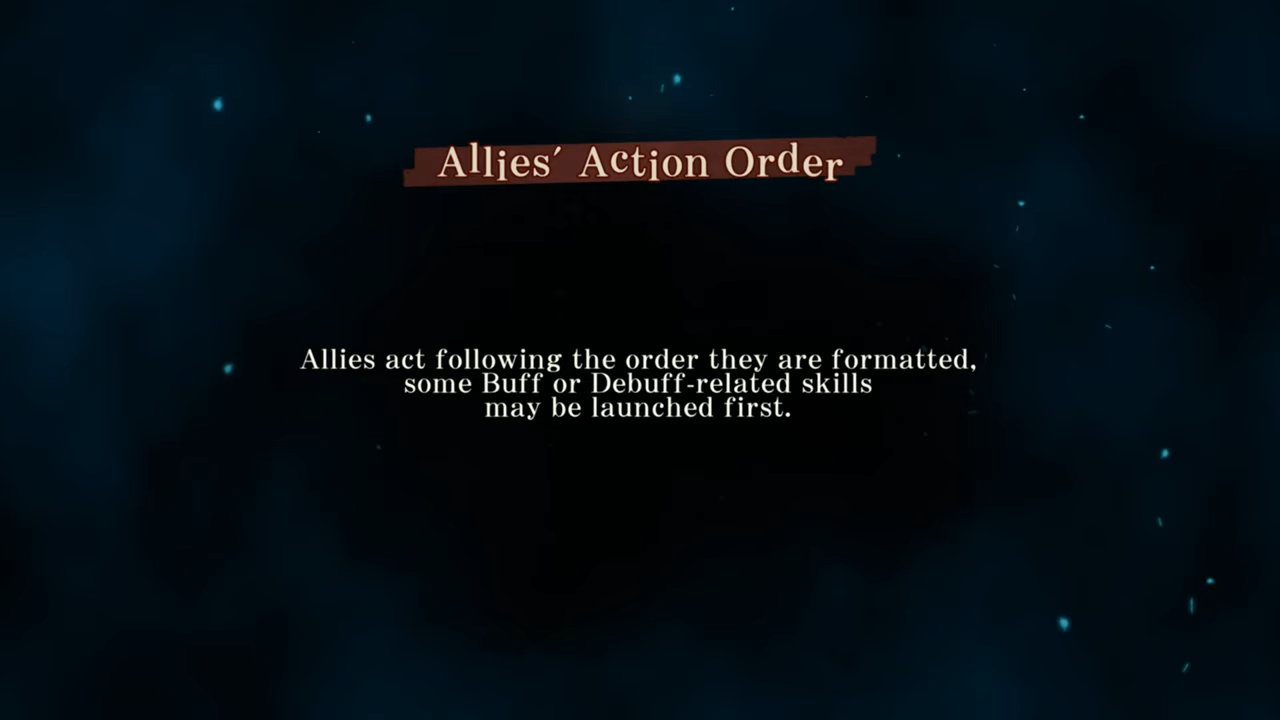 Allies' Action Order
Allies act following the order they are formatted,
some Buff or Debuff-related skills
may be launched first.